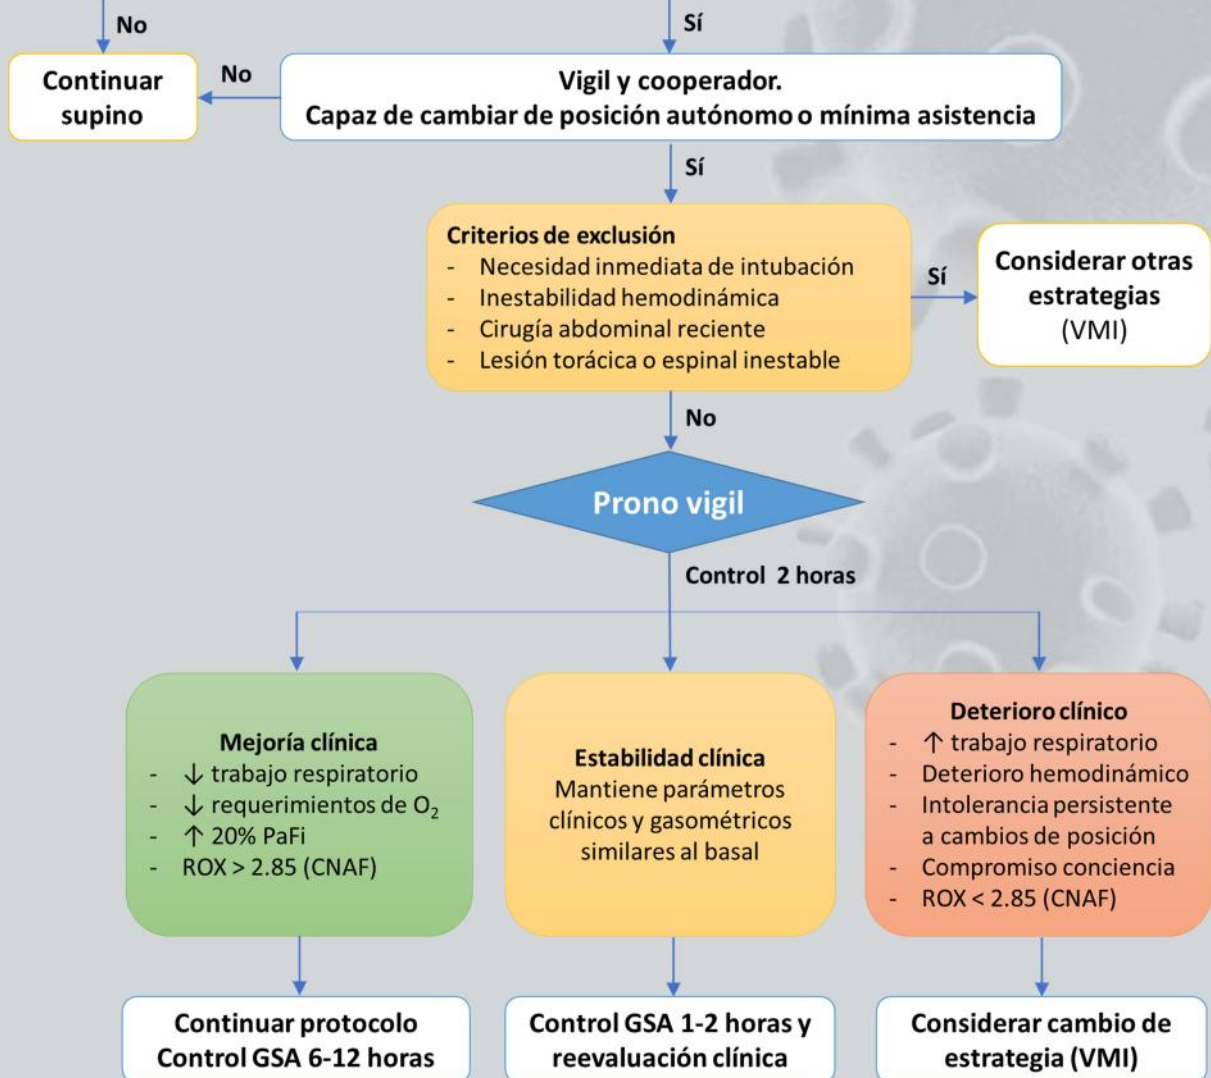 No
Sí
Continuar
supino
No
Vigil y cooperador.
Capaz de cambiar de posición autónomo o mínima asistencia
Sí
Criterios de exclusión
- Necesidad inmediata de intubación
- Inestabilidad hemodinámica
- Cirugía abdominal reciente
- Lesión torácica o espinal inestable
Sí
Considerar otras
estrategias
(VMI)
No
Prono vigil
Control 2 horas
Mejoría clínica
- ↓ trabajo respiratorio
- ↓ requerimientos de O₂
- ↑ 20% PaFi
- ROX > 2.85 (CNAF)
Estabilidad clínica
Mantiene parámetros
clínicos y gasométricos
similares al basal
Deterioro clínico
- ↑ trabajo respiratorio
- Deterioro hemodinámico
- Intolerancia persistente
a cambios de posición
- Compromiso conciencia
- ROX < 2.85 (CNAF)
Continuar protocolo
Control GSA 6-12 horas
Control GSA 1-2 horas y
reevaluación clínica
Considerar cambio de
estrategia (VMI)